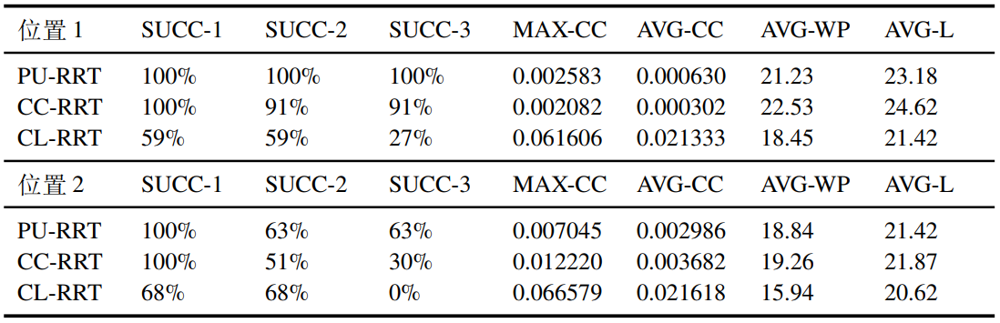 位置 1 SUCC-1 SUCC-2 SUCC-3 MAX-CC AVG-CC AVG-WP AVG-L
PU-RRT 100% 100% 100% 0.002583 0.000630 21.23 23.18
CC-RRT 100% 91% 91% 0.002082 0.000302 22.53 24.62
CL-RRT 59% 59% 27% 0.061606 0.021333 18.45 21.42
位置 2 SUCC-1 SUCC-2 SUCC-3 MAX-CC AVG-CC AVG-WP AVG-L
PU-RRT 100% 63% 63% 0.007045 0.002986 18.84 21.42
CC-RRT 100% 51% 30% 0.012220 0.003682 19.26 21.87
CL-RRT 68% 68% 0% 0.066579 0.021618 15.94 20.62